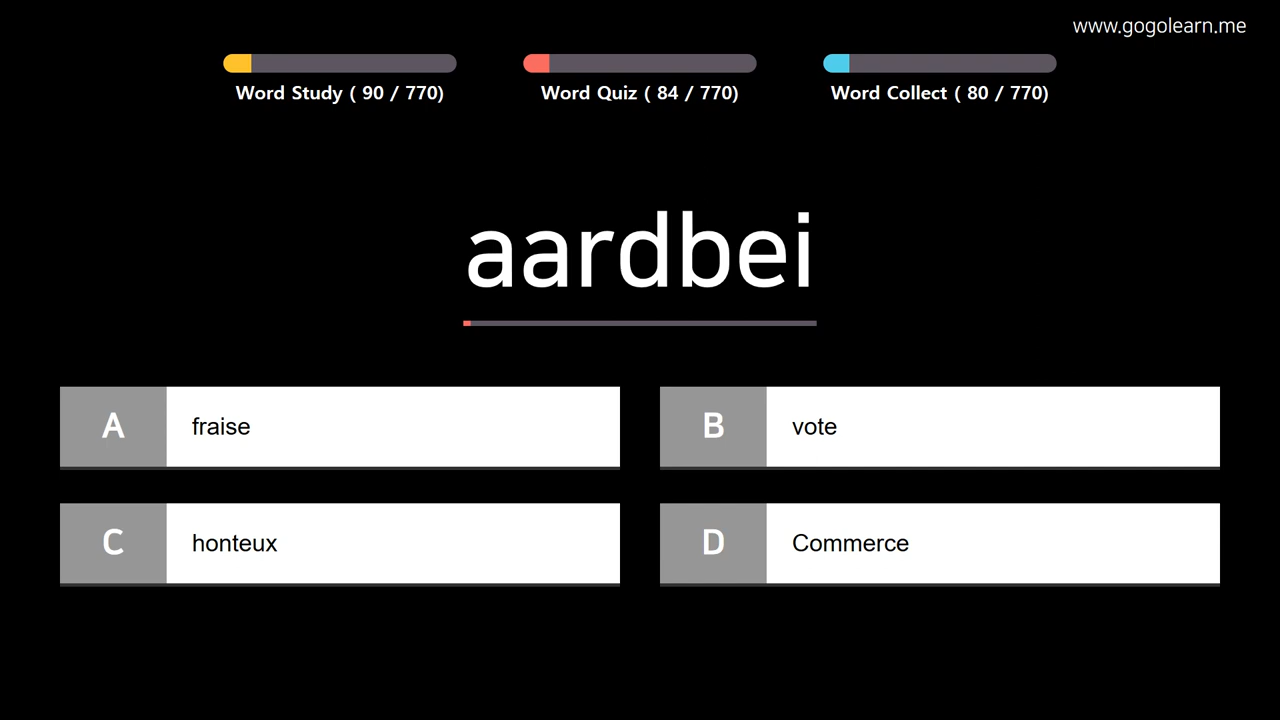 www.gogolearn.me
Word Study ( 90 / 770)
Word Quiz ( 84 / 770)
Word Collect ( 80 / 770)
aardbei
A fraise
B vote
C honteux
D Commerce